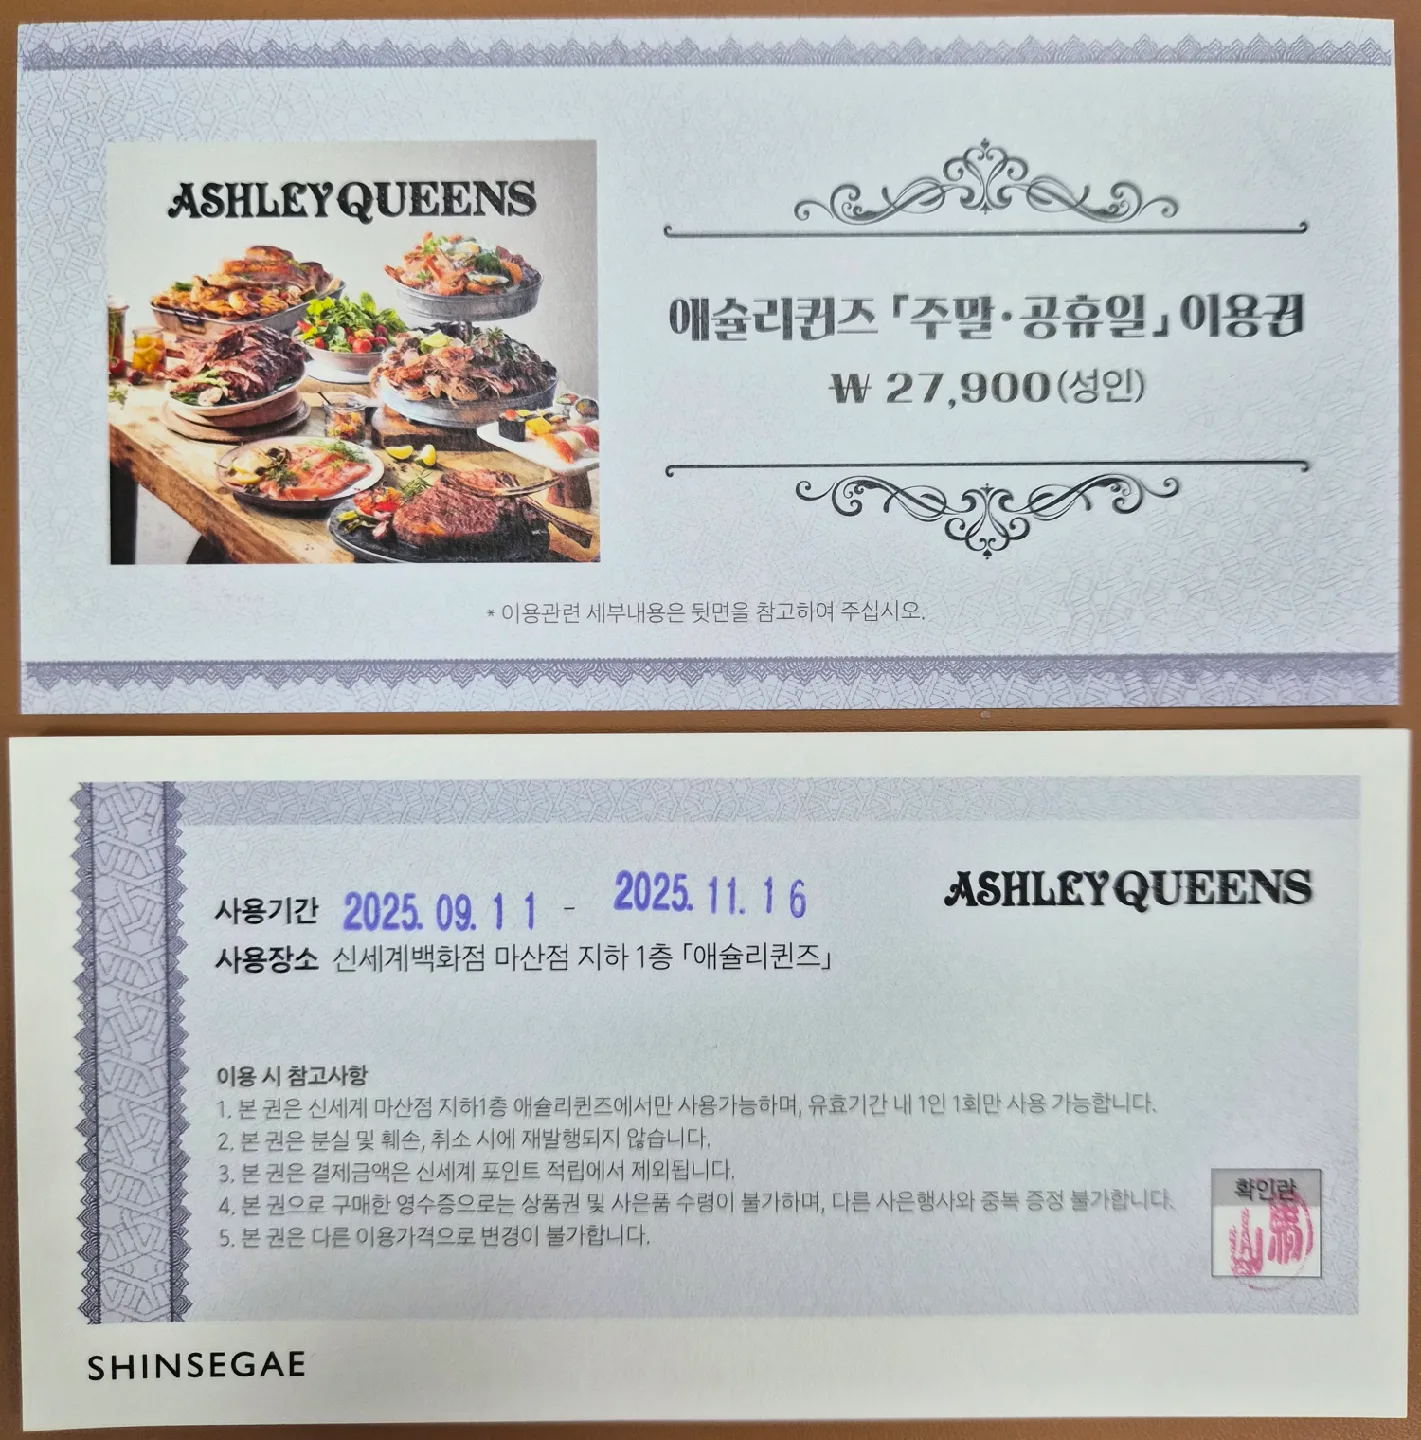 ASHLEY QUEENS
애슐리퀸즈 「주말·공휴일」 이용권
₩ 27,900(성인)
* 이용관련 세부내용은 뒷면을 참고하여 주십시오.
사용기간 2025. 09. 11 - 2025. 11. 16
ASHLEY QUEENS
사용장소 신세계백화점 마산점 지하 1층 「애슐리퀸즈」
이용 시 참고사항
1. 본 권은 신세계 마산점 지하1층 애슐리퀸즈에서만 사용가능하며, 유효기간 내 1인 1회만 사용 가능합니다.
2. 본 권은 분실 및 훼손, 취소 시에 재발행되지 않습니다.
3. 본 권은 결제금액은 신세계 포인트 적립에서 제외됩니다.
4. 본 권으로 구매한 영수증으로는 상품권 및 사은품 수령이 불가하며, 다른 사은행사와 중복 증정 불가합니다.
5. 본 권은 다른 이용가격으로 변경이 불가합니다.
확인란
SHINSEGAE